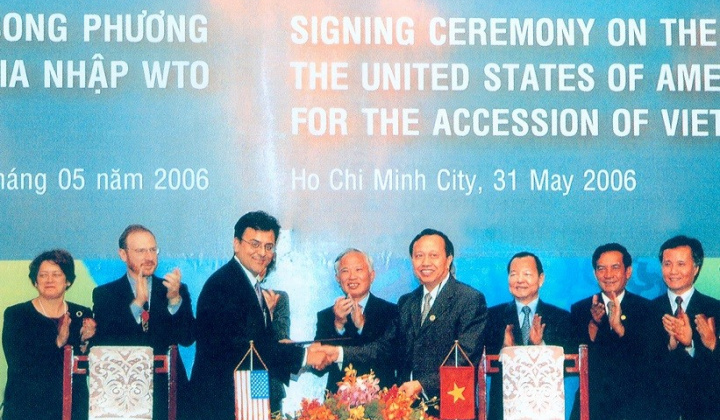 SONG PHƯƠNG
IA NHẬP WTO
háng 05 năm 2006
SIGNING CEREMONY ON THE
THE UNITED STATES OF AME
FOR THE ACCESSION OF VIET
Ho Chi Minh City, 31 May 2006